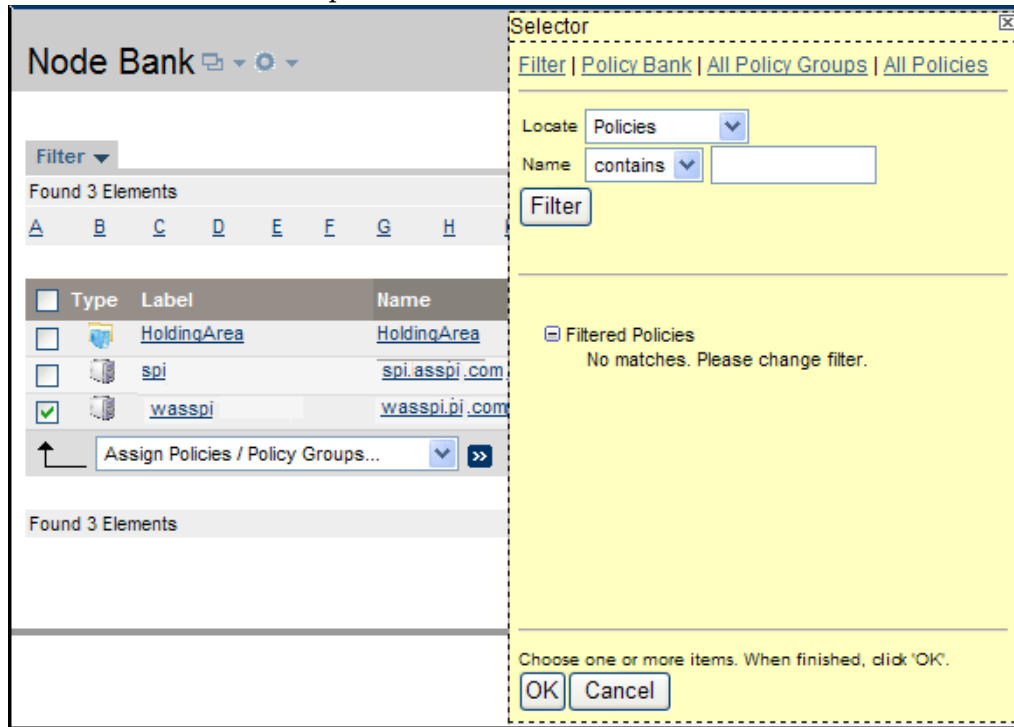 Node Bank
Filter
Found 3 Elements
A B C D E F G H
Type Label Name
HoldingArea HoldingArea
spi spi.asspi.com
wasspi wasspi.pi.com
Assign Policies / Policy Groups...
Found 3 Elements
Selector
Filter | Policy Bank | All Policy Groups | All Policies
Locate Policies
Name contains
Filter
Filtered Policies
No matches. Please change filter.
Choose one or more items. When finished, click 'OK'.
OK Cancel